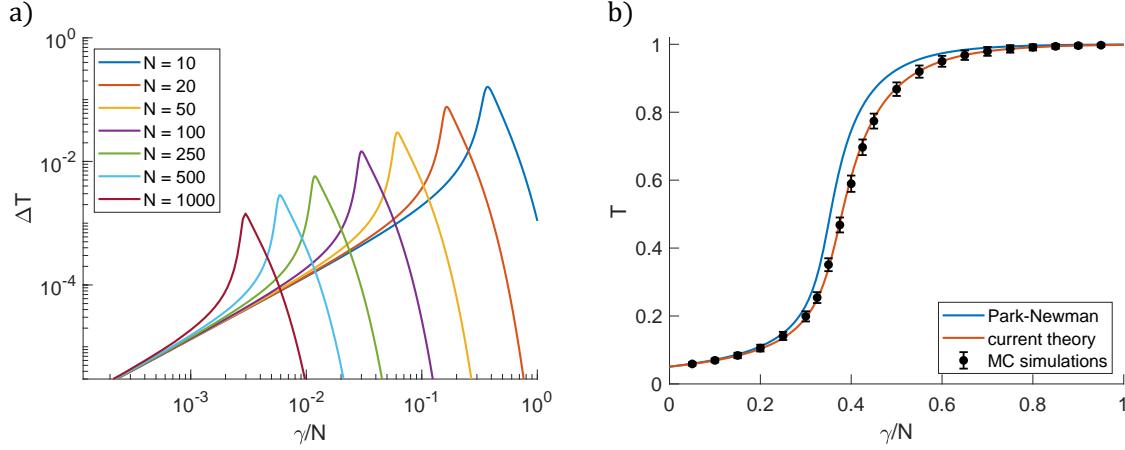 a)
10^0
10^-2
10^-4
ΔT
N = 10
N = 20
N = 50
N = 100
N = 250
N = 500
N = 1000
10^-3
10^-2
10^-1
10^0
γ/N
b)
1
0.8
0.6
0.4
0.2
0
T
Park-Newman
current theory
MC simulations
0
0.2
0.4
0.6
0.8
1
γ/N